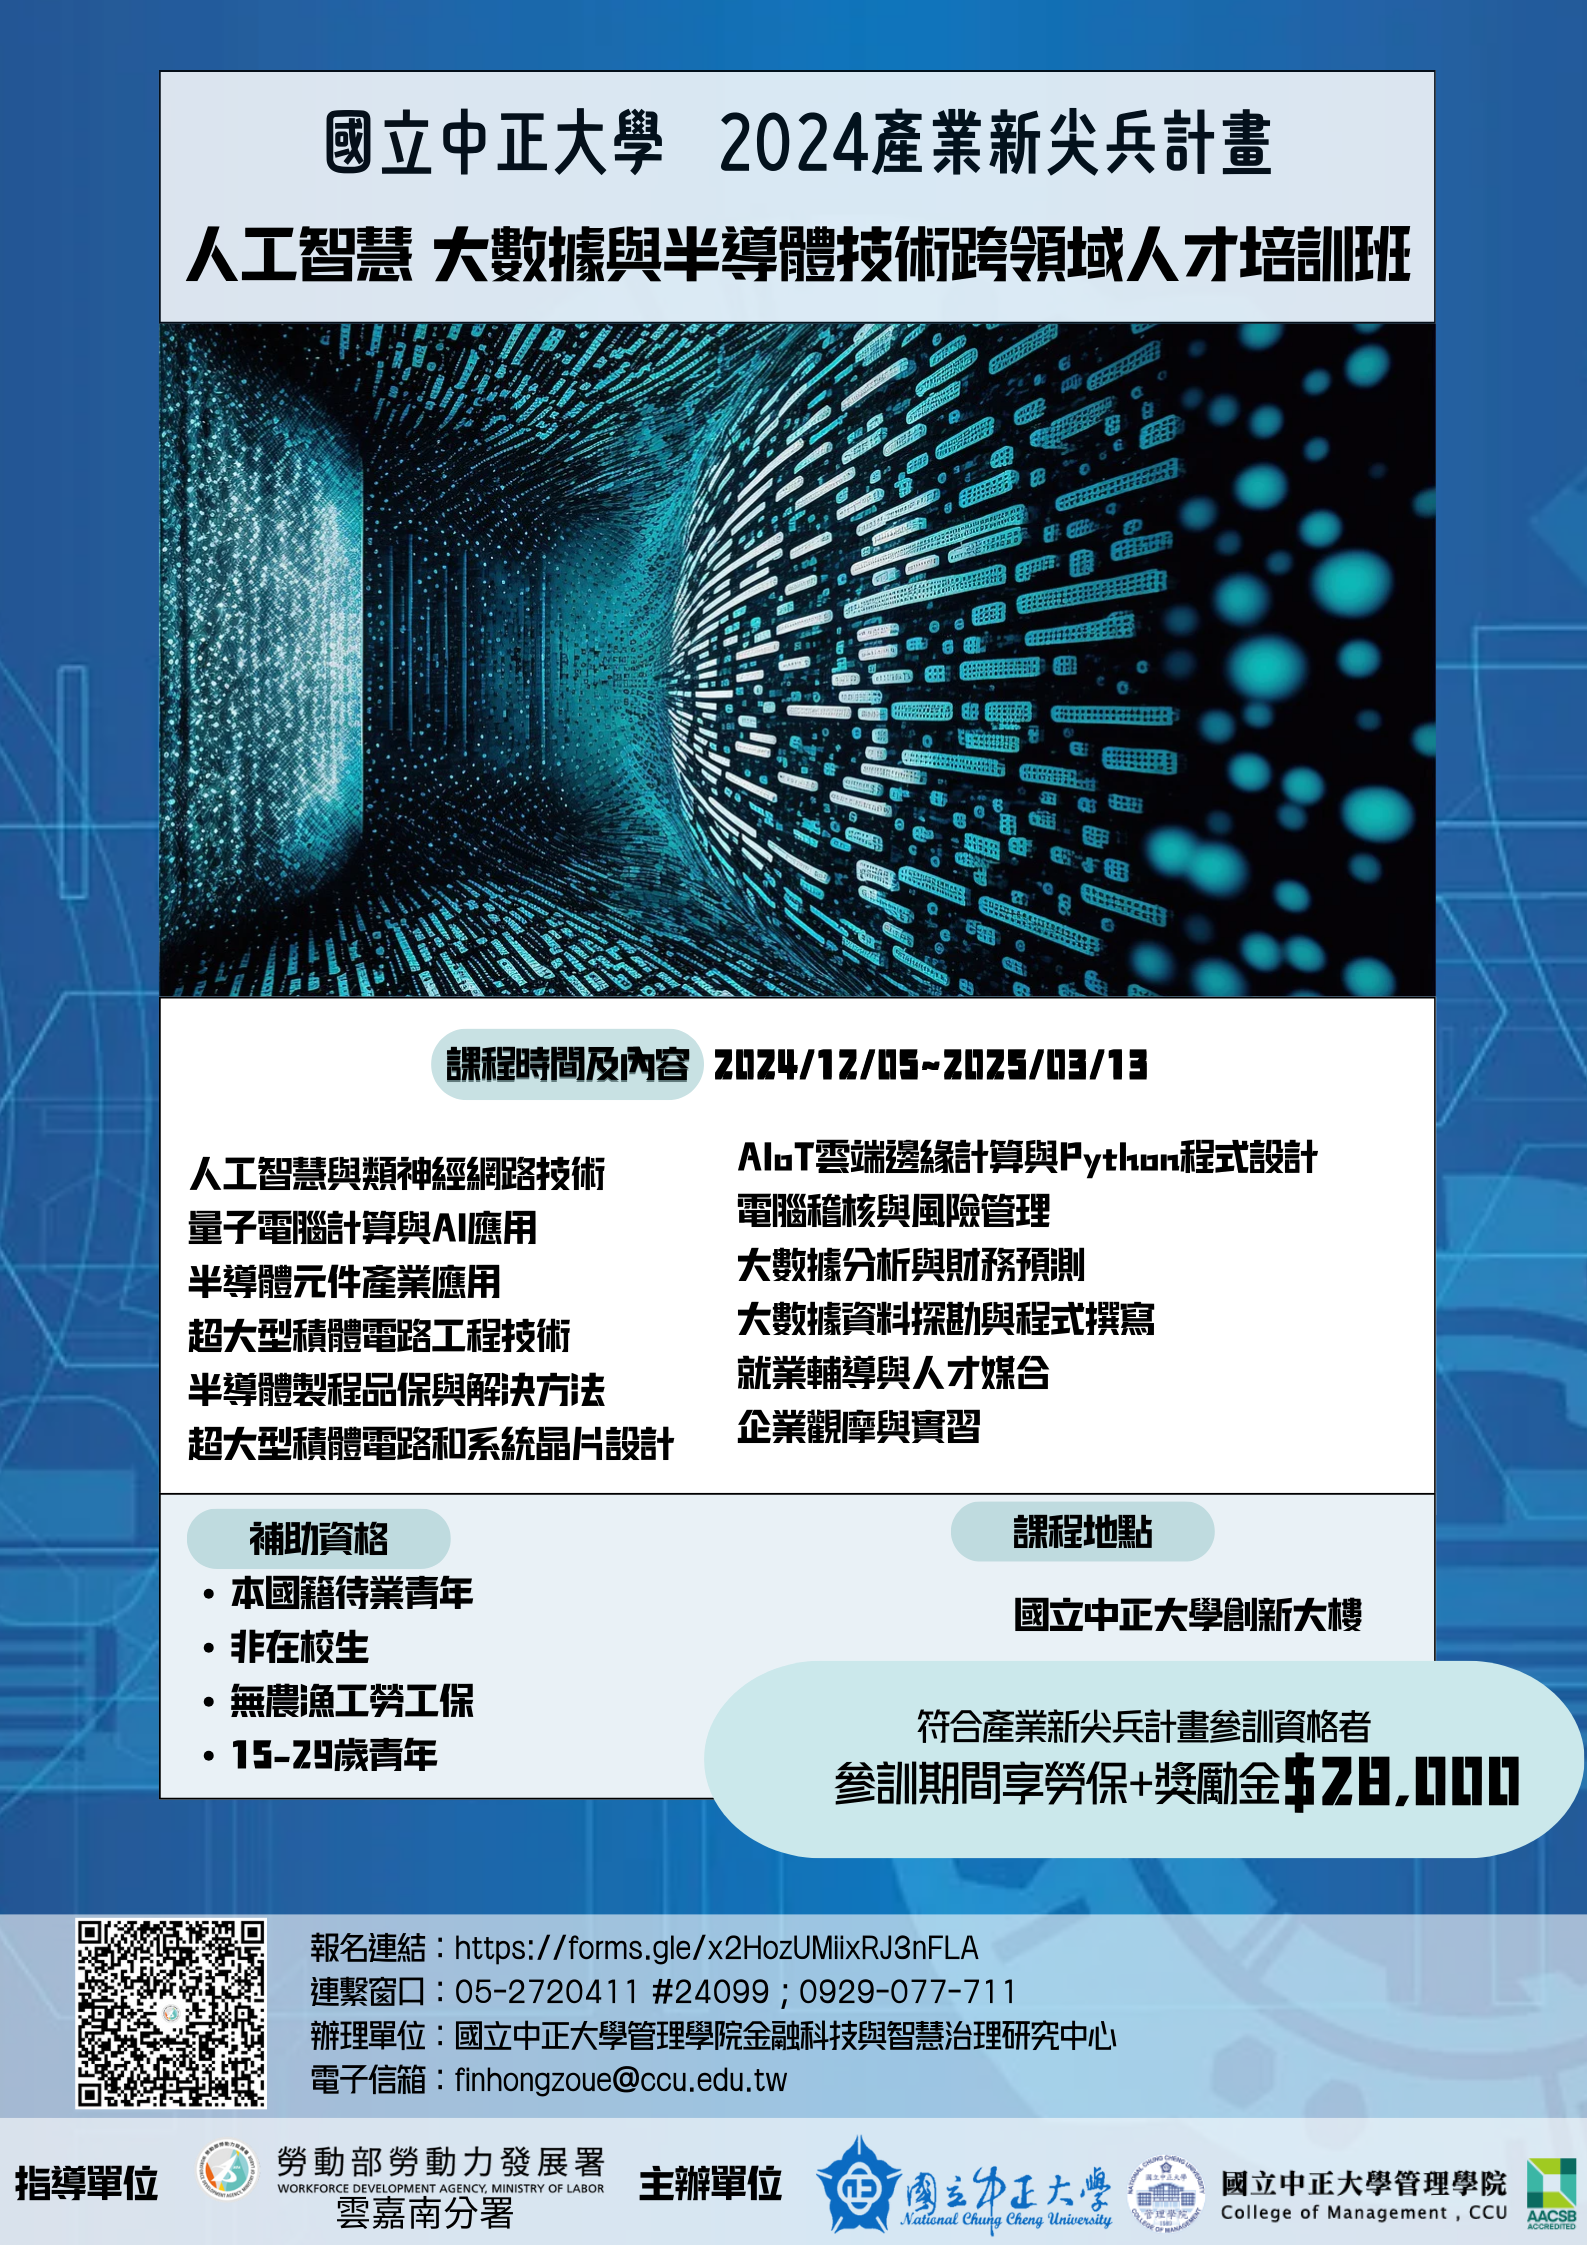 國立中正大學 2024產業新尖兵計畫
人工智慧 大數據與半導體技術跨領域人才培訓班
課程時間及內容 2024/12/05~2025/03/13
人工智慧與類神經網路技術
量子電腦計算與AI應用
半導體元件產業應用
超大型積體電路工程技術
半導體製程品保與解決方法
超大型積體電路和系統晶片設計
AIoT雲端邊緣計算與Python程式設計
電腦稽核與風險管理
大數據分析與財務預測
大數據資料探勘與程式撰寫
就業輔導與人才媒合
企業觀摩與實習
補助資格
• 本國籍待業青年
• 非在校生
• 無農漁工勞工保
• 15-29歲青年
課程地點
國立中正大學創新大樓
符合產業新尖兵計畫參訓資格者
參訓期間享勞保+獎勵金$28,000
報名連結：https://forms.gle/x2HozUMiixRJ3nFLA
連繫窗口：05-2720411 #24099 ; 0929-077-711
辦理單位：國立中正大學管理學院金融科技與智慧治理研究中心
電子信箱：finhongzoue@ccu.edu.tw
指導單位
勞動部勞動力發展署
WORKFORCE DEVELOPMENT AGENCY, MINISTRY OF LABOR
雲嘉南分署
主辦單位
國立中正大學
National Chung Cheng University
國立中正大學管理學院
College of Management , CCU
AACSB
ACCREDITED